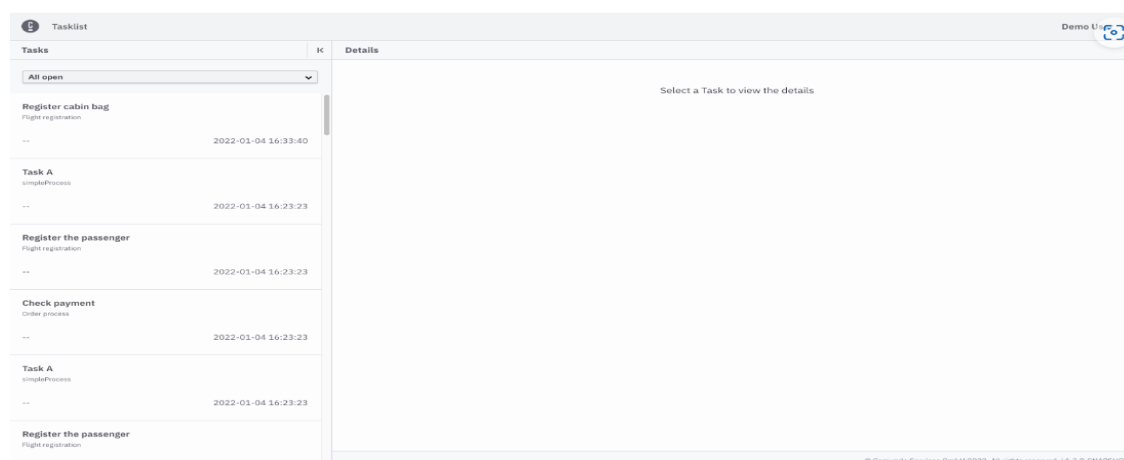 Tasklist
Demo
Tasks
Details
All open
Select a Task to view the details
Register cabin bag
Flight registration
--
2022-01-04 16:33:40
Task A
simpleProcess
--
2022-01-04 16:23:23
Register the passenger
Flight registration
--
2022-01-04 16:23:23
Check payment
Order process
--
2022-01-04 16:23:23
Task A
simpleProcess
--
2022-01-04 16:23:23
Register the passenger
Flight registration